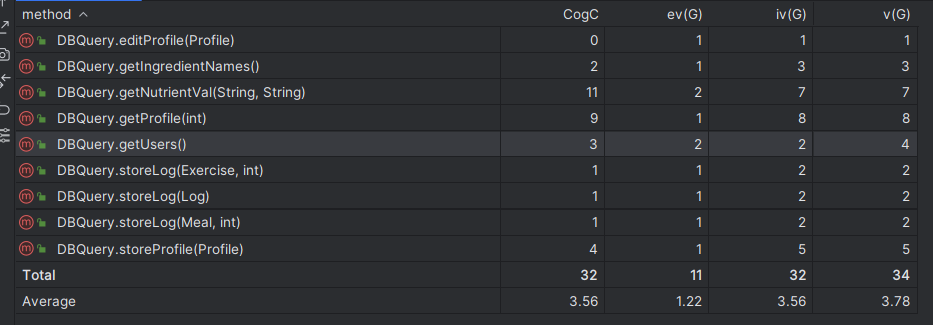 method CogC ev(G) iv(G) v(G)
m DBQuery.editProfile(Profile) 0 1 1 1
m DBQuery.getIngredientNames() 2 1 3 3
m DBQuery.getNutrientVal(String, String) 11 2 7 7
m DBQuery.getProfile(int) 9 1 8 8
m DBQuery.getUsers() 3 2 2 4
m DBQuery.storeLog(Exercise, int) 1 1 2 2
m DBQuery.storeLog(Log) 1 1 2 2
m DBQuery.storeLog(Meal, int) 1 1 2 2
m DBQuery.storeProfile(Profile) 4 1 5 5
Total 32 11 32 34
Average 3.56 1.22 3.56 3.78